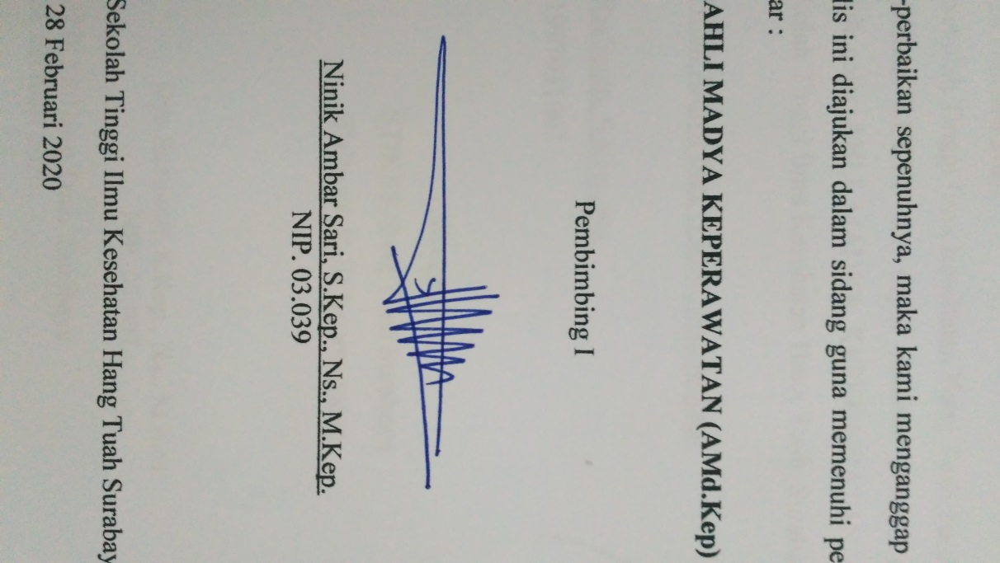 -perbaikan sepenuhnya, maka kami menganggap
lis ini diajukan dalam sidang guna memenuhi pe
ar :
AHLI MADYA KEPERAWATAN (AMd.Kep)
Pembimbing I
Ninik Ambar Sari, S.Kep., Ns., M.Kep.
NIP. 03.039
Sekolah Tinggi Ilmu Kesehatan Hang Tuah Surabay
28 Februari 2020